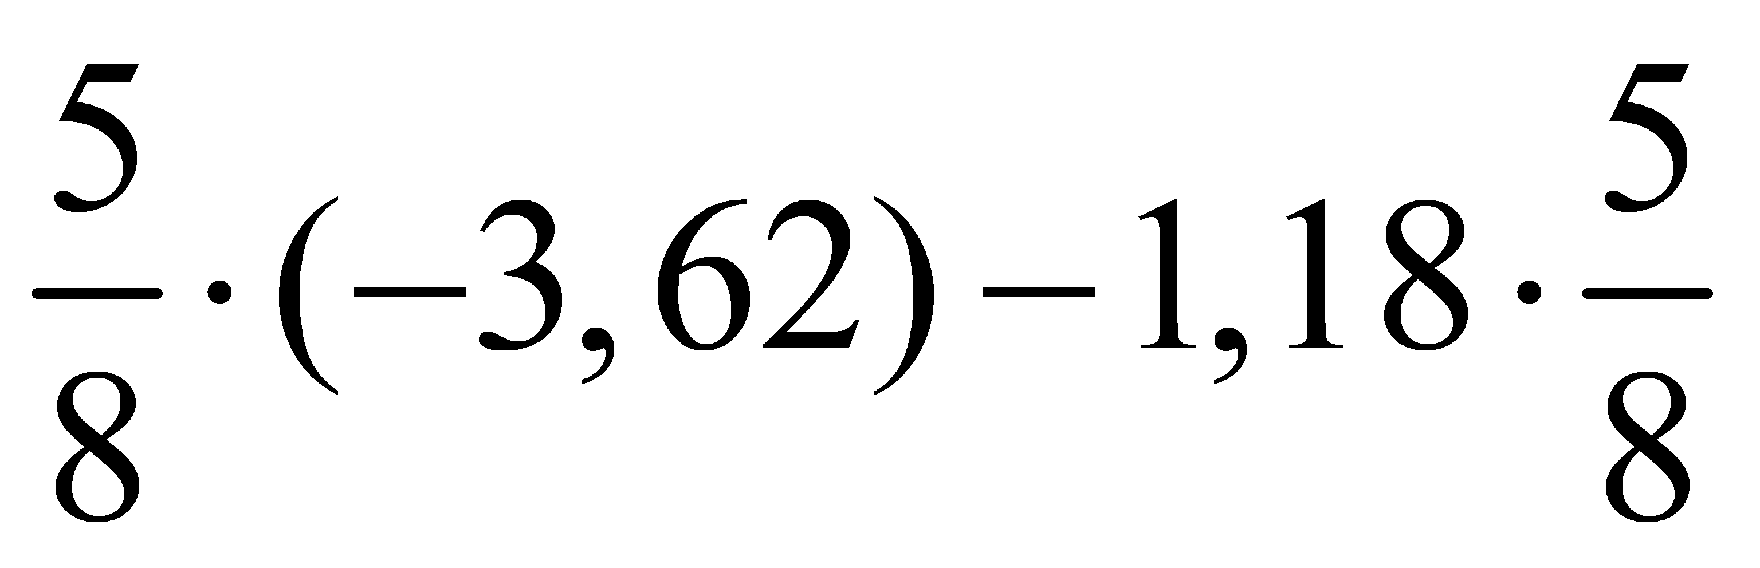 5/8 · (−3,62) − 1,18 · 5/8